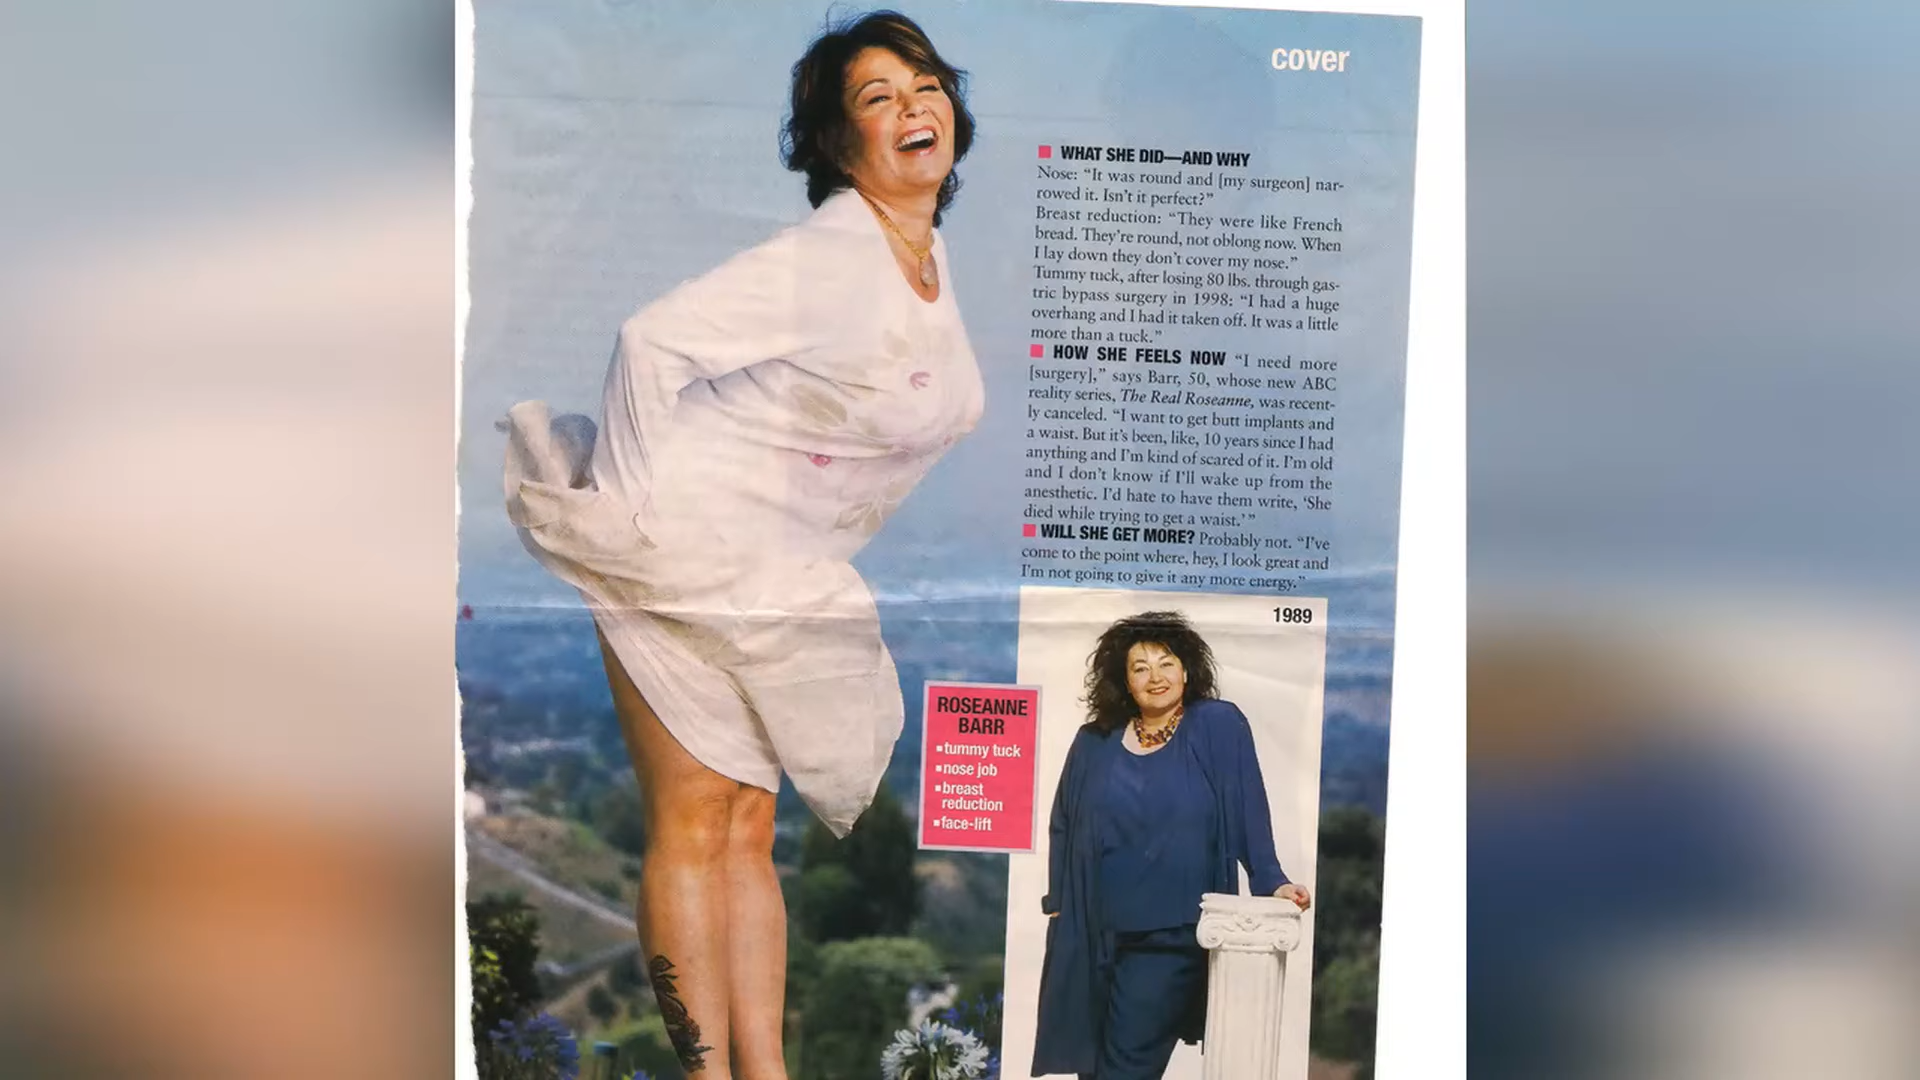 cover
■ WHAT SHE DID—AND WHY
Nose: “It was round and [my surgeon] nar-
rowed it. Isn’t it perfect?”
Breast reduction: “They were like French
bread. They’re round, not oblong now. When
I lay down they don’t cover my nose.”
Tummy tuck, after losing 80 lbs. through gas-
tric bypass surgery in 1998: “I had a huge
overhang and I had it taken off. It was a little
more than a tuck.”
■ HOW SHE FEELS NOW “I need more
[surgery],” says Barr, 50, whose new ABC
reality series, The Real Roseanne, was recent-
ly canceled. “I want to get butt implants and
a waist. But it’s been, like, 10 years since I had
anything and I’m kind of scared of it. I’m old
and I don’t know if I’ll wake up from the
anesthetic. I’d hate to have them write, ‘She
died while trying to get a waist.’”
■ WILL SHE GET MORE? Probably not. “I’ve
come to the point where, hey, I look great and
I’m not going to give it any more energy.”
1989
ROSEANNE
BARR
▪ tummy tuck
▪ nose job
▪ breast
reduction
▪ face-lift